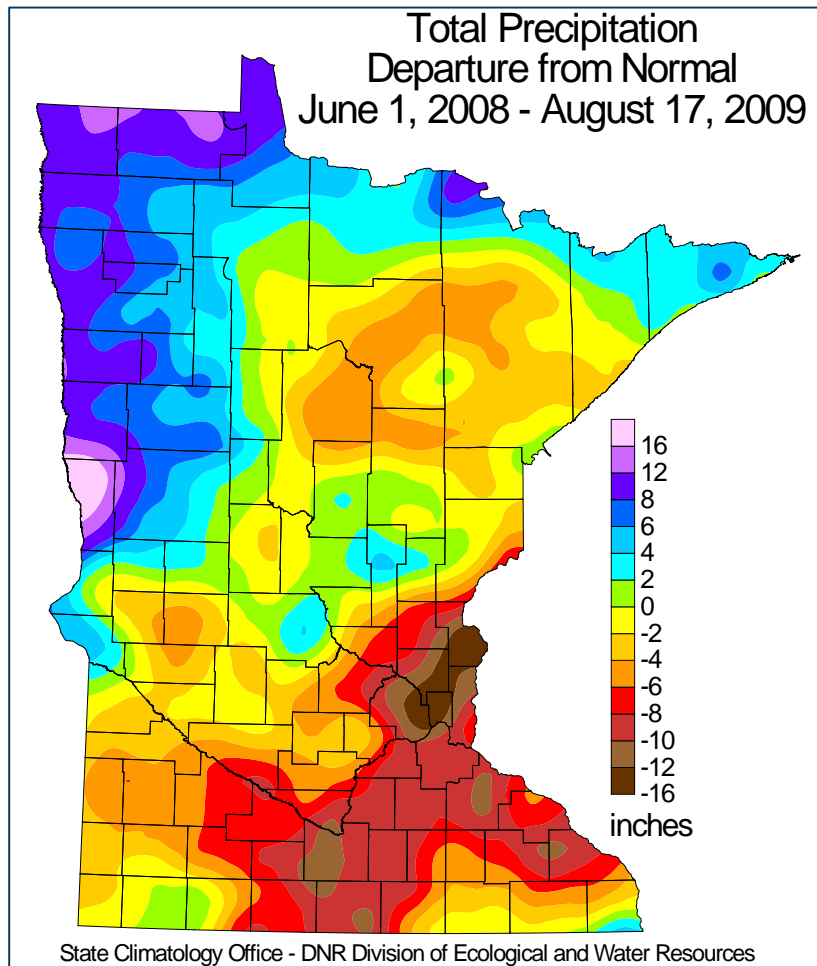 Total Precipitation
Departure from Normal
June 1, 2008 - August 17, 2009
16
12
8
6
4
2
0
-2
-4
-6
-8
-10
-12
-16
inches
State Climatology Office - DNR Division of Ecological and Water Resources